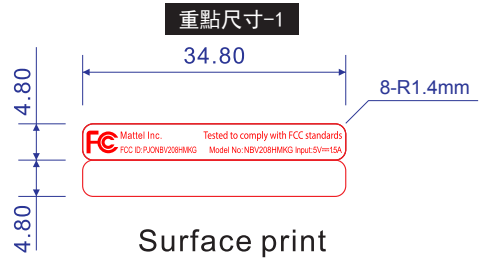 重點尺寸-1
34.80
4.80
8-R1.4mm
FCC Mattel Inc. Tested to comply with FCC standards
FCC ID:PJONBV208HMKG Model No:NBV208HMKG Input:5V⎓1.5A
4.80
Surface print